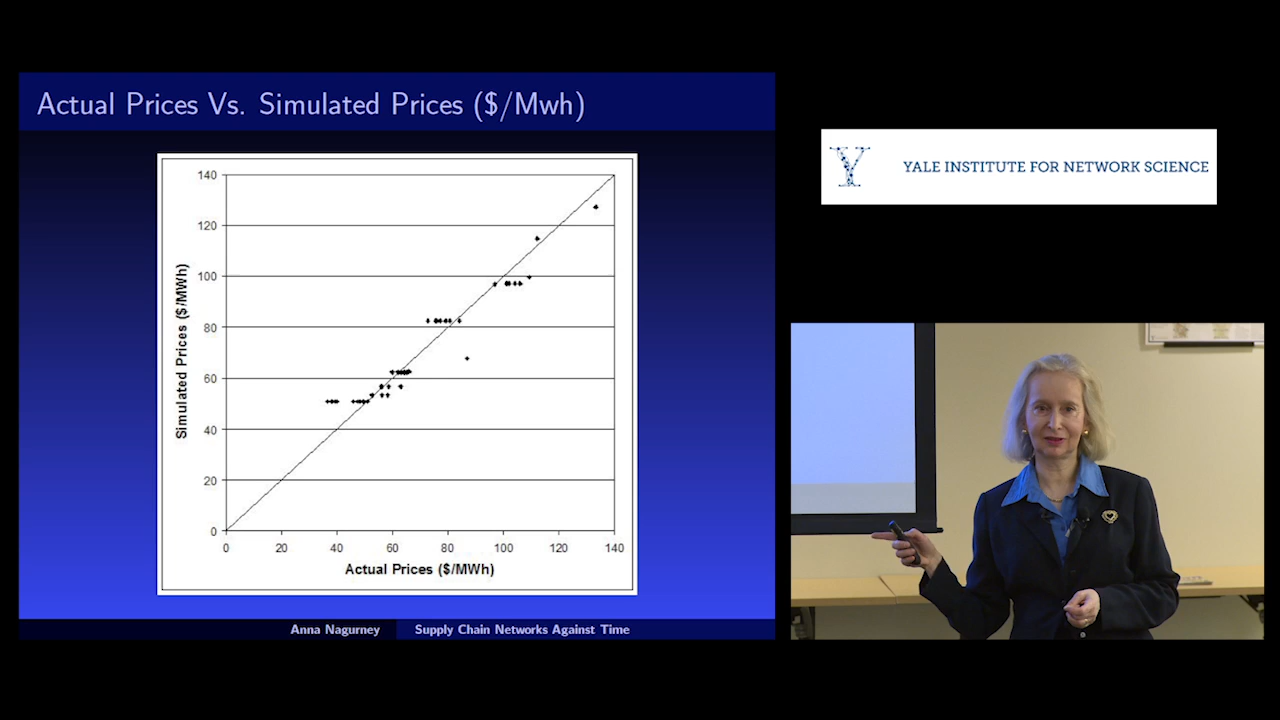 Actual Prices Vs. Simulated Prices ($/Mwh)
140
120
100
80
60
40
20
0
Simulated Prices ($/MWh)
0 20 40 60 80 100 120 140
Actual Prices ($/MWh)
Anna Nagurney Supply Chain Networks Against Time
Y
YALE INSTITUTE FOR NETWORK SCIENCE